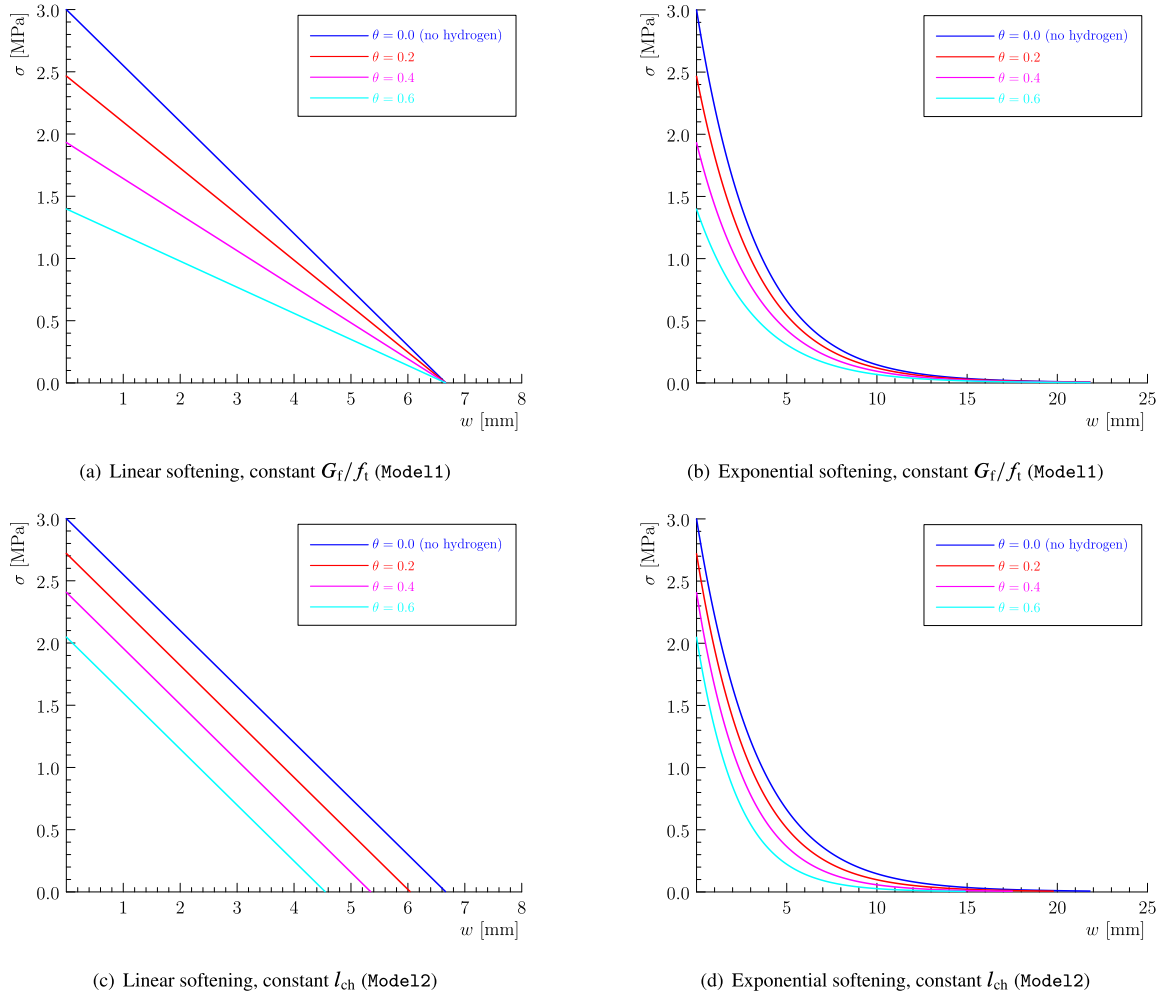 3.0
2.5
2.0
1.5
1.0
0.5
0.0
σ [MPa]
1 2 3 4 5 6 7 8
w [mm]
θ = 0.0 (no hydrogen)
θ = 0.2
θ = 0.4
θ = 0.6
(a) Linear softening, constant G_f/f_t (Model1)
3.0
2.5
2.0
1.5
1.0
0.5
0.0
σ [MPa]
5 10 15 20 25
w [mm]
θ = 0.0 (no hydrogen)
θ = 0.2
θ = 0.4
θ = 0.6
(b) Exponential softening, constant G_f/f_t (Model1)
3.0
2.5
2.0
1.5
1.0
0.5
0.0
σ [MPa]
1 2 3 4 5 6 7 8
w [mm]
θ = 0.0 (no hydrogen)
θ = 0.2
θ = 0.4
θ = 0.6
(c) Linear softening, constant l_ch (Model2)
3.0
2.5
2.0
1.5
1.0
0.5
0.0
σ [MPa]
5 10 15 20 25
w [mm]
θ = 0.0 (no hydrogen)
θ = 0.2
θ = 0.4
θ = 0.6
(d) Exponential softening, constant l_ch (Model2)